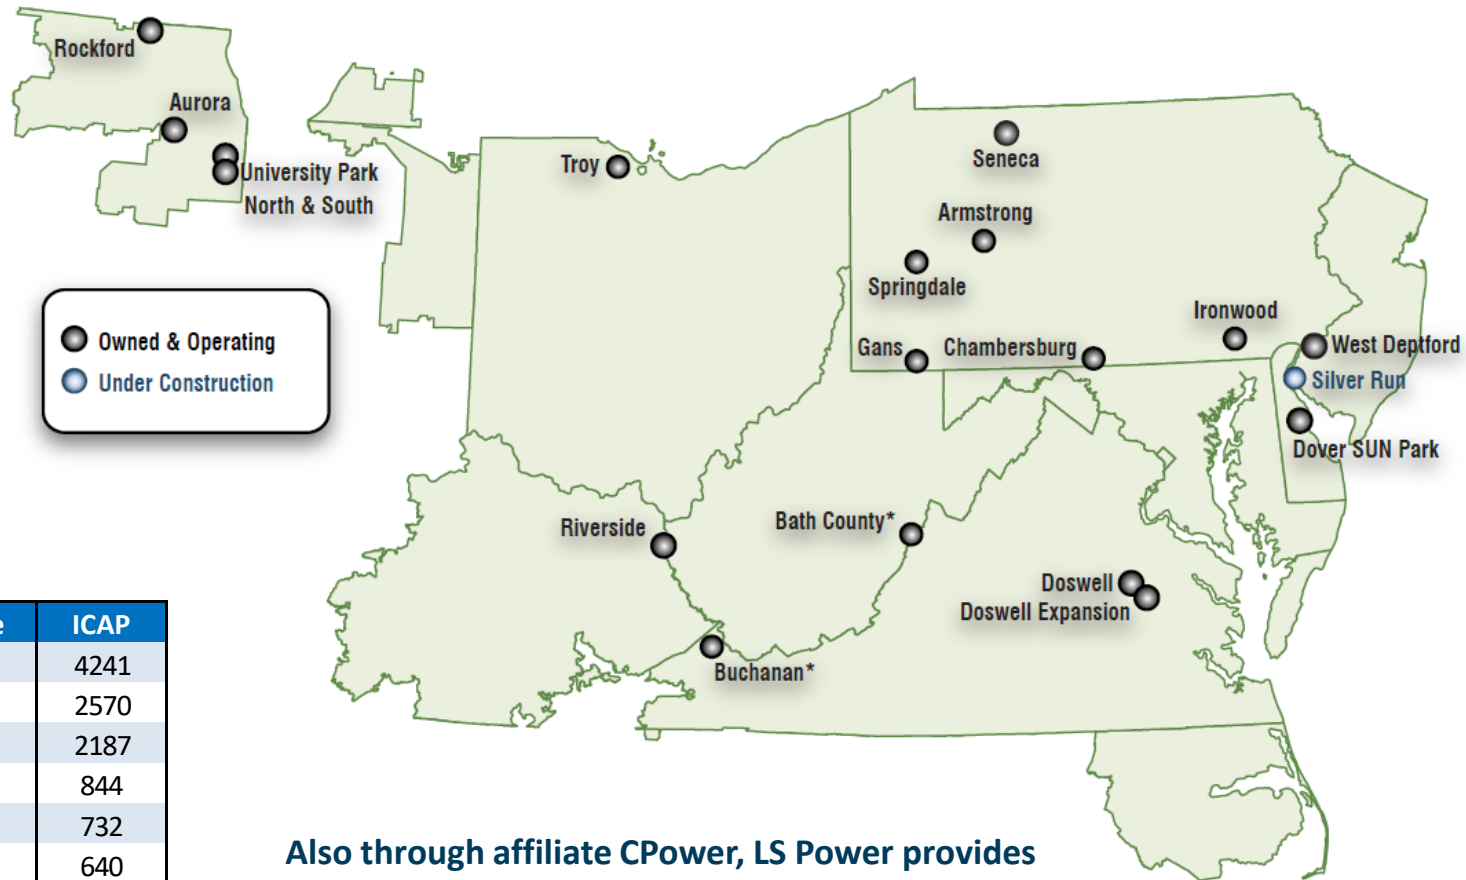 Rockford
Aurora
University Park
North & South
Troy
Seneca
Armstrong
Springdale
Ironwood
Gans
Chambersburg
West Deptford
Silver Run
Dover SUN Park
Owned & Operating
Under Construction
Riverside
Bath County*
Doswell
Doswell Expansion
Buchanan*
ICAP
4241
2570
2187
844
732
640
Also through affiliate CPower, LS Power provides